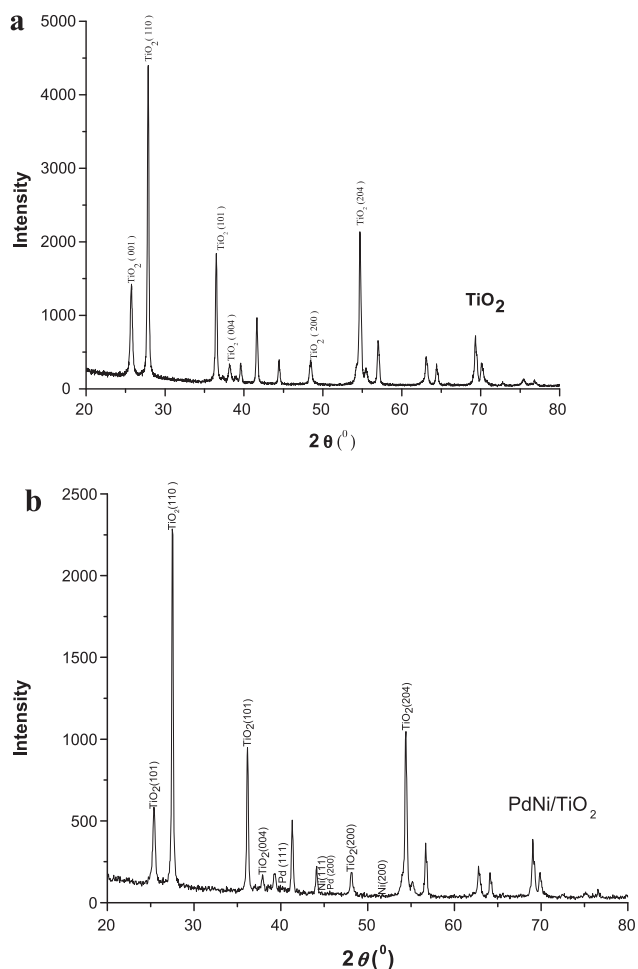 a
5000
4000
3000
2000
1000
0
Intensity
TiO2 ( 001 )
TiO2 ( 110 )
TiO2 ( 101 )
TiO2 ( 004 )
TiO2 ( 200 )
TiO2 (204 )
TiO2
20 30 40 50 60 70 80
2 θ (0)
b
2500
2000
1500
1000
500
0
Intensity
TiO2(101)
TiO2(110 )
TiO2(101)
TiO2(004)
Pd (111)
Ni(111)
Pd (200)
TiO2(200)
Ni(200)
TiO2(204)
PdNi/TiO2
20 30 40 50 60 70 80
2 θ(0)